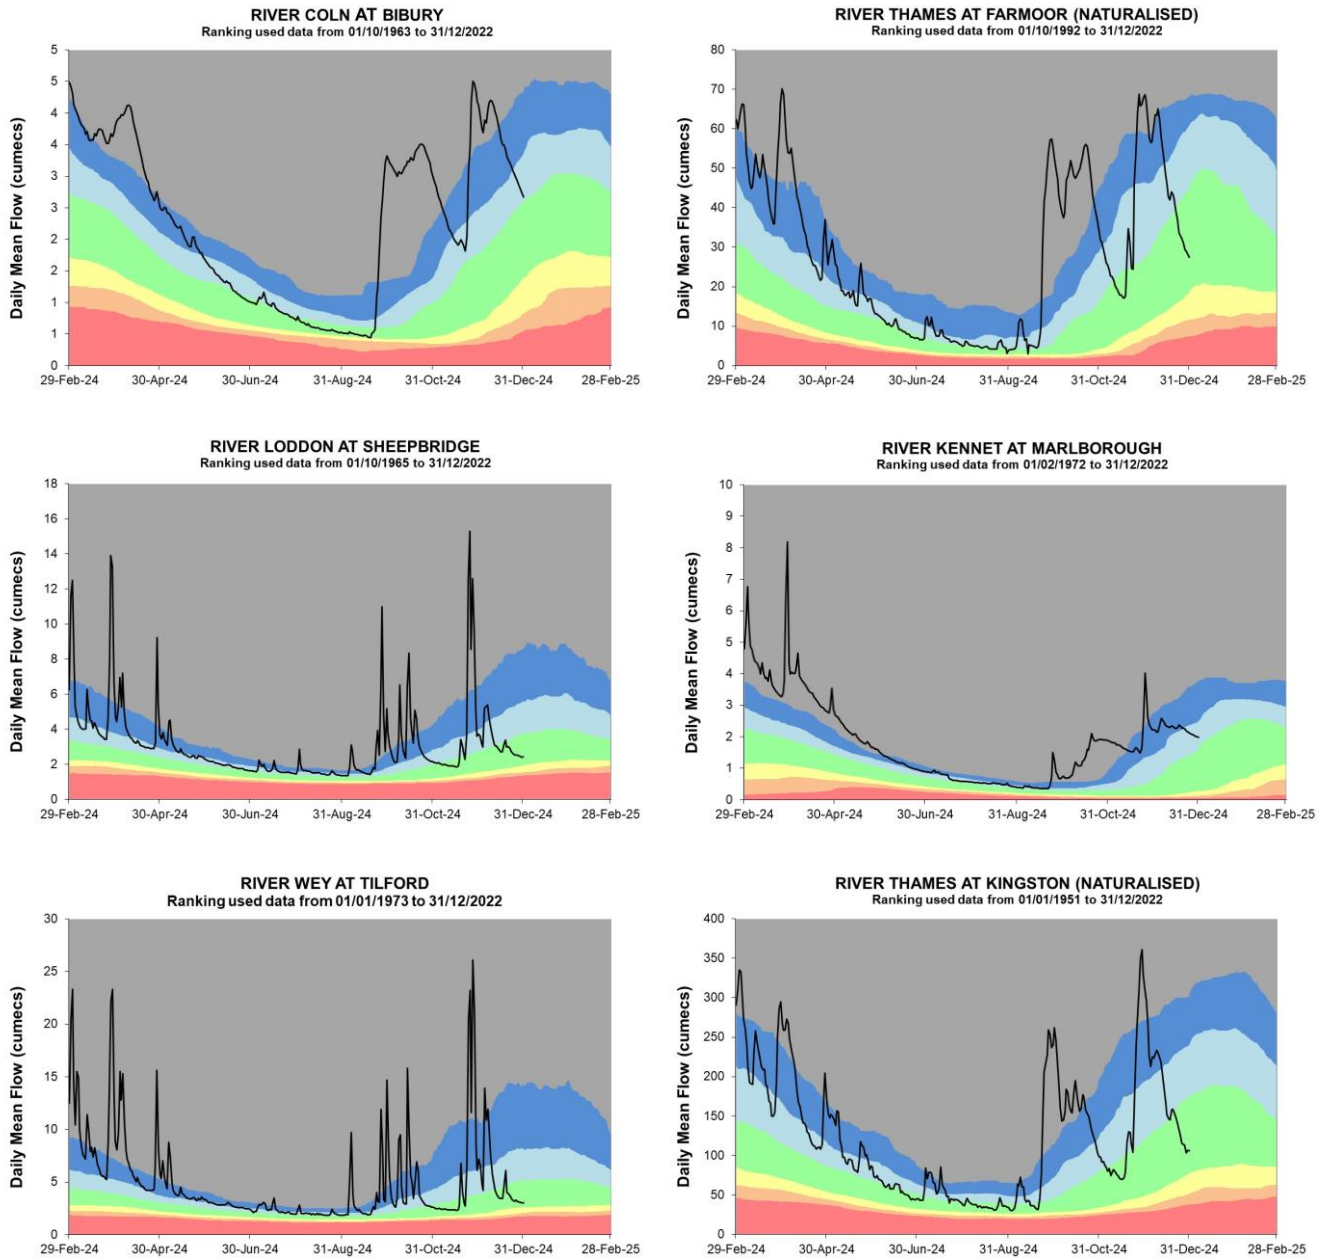 RIVER COLN AT BIBURY
Ranking used data from 01/10/1963 to 31/12/2022
Daily Mean Flow (cumecs)
5
5
4
4
3
3
2
2
1
1
0
29-Feb-24 30-Apr-24 30-Jun-24 31-Aug-24 31-Oct-24 31-Dec-24 28-Feb-25
RIVER THAMES AT FARMOOR (NATURALISED)
Ranking used data from 01/10/1992 to 31/12/2022
Daily Mean Flow (cumecs)
80
70
60
50
40
30
20
10
0
29-Feb-24 30-Apr-24 30-Jun-24 31-Aug-24 31-Oct-24 31-Dec-24 28-Feb-25
RIVER LODDON AT SHEEPBRIDGE
Ranking used data from 01/10/1965 to 31/12/2022
Daily Mean Flow (cumecs)
18
16
14
12
10
8
6
4
2
0
29-Feb-24 30-Apr-24 30-Jun-24 31-Aug-24 31-Oct-24 31-Dec-24 28-Feb-25
RIVER KENNET AT MARLBOROUGH
Ranking used data from 01/02/1972 to 31/12/2022
Daily Mean Flow (cumecs)
10
9
8
7
6
5
4
3
2
1
0
29-Feb-24 30-Apr-24 30-Jun-24 31-Aug-24 31-Oct-24 31-Dec-24 28-Feb-25
RIVER WEY AT TILFORD
Ranking used data from 01/01/1973 to 31/12/2022
Daily Mean Flow (cumecs)
30
25
20
15
10
5
0
29-Feb-24 30-Apr-24 30-Jun-24 31-Aug-24 31-Oct-24 31-Dec-24 28-Feb-25
RIVER THAMES AT KINGSTON (NATURALISED)
Ranking used data from 01/01/1951 to 31/12/2022
Daily Mean Flow (cumecs)
400
350
300
250
200
150
100
50
0
29-Feb-24 30-Apr-24 30-Jun-24 31-Aug-24 31-Oct-24 31-Dec-24 28-Feb-25